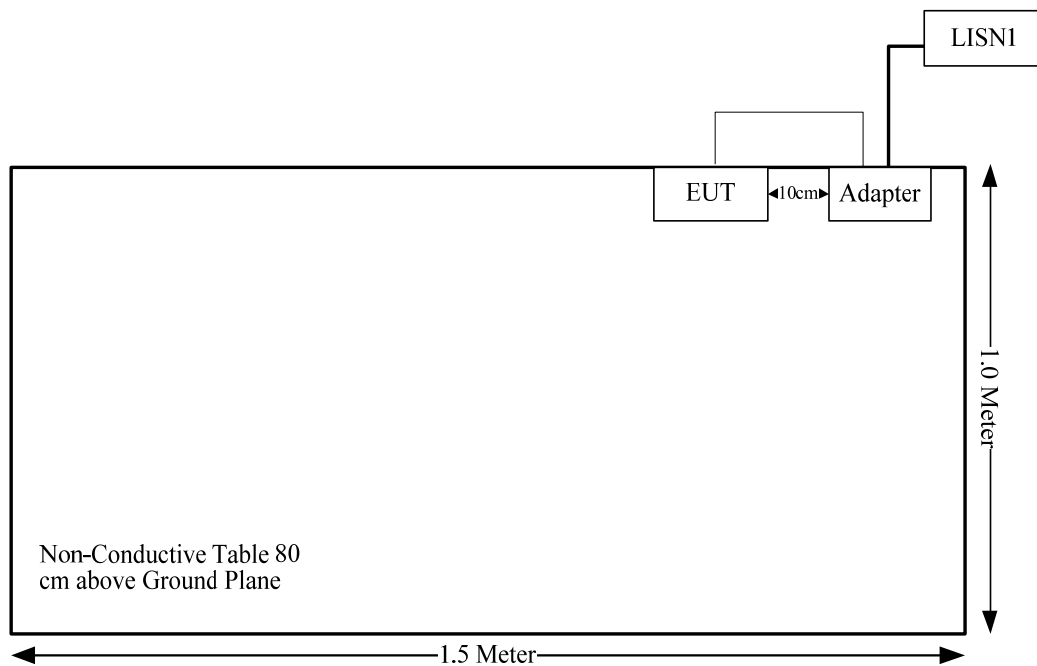 LISN1
EUT
10cm
Adapter
1.0 Meter
Non-Conductive Table 80
cm above Ground Plane
1.5 Meter